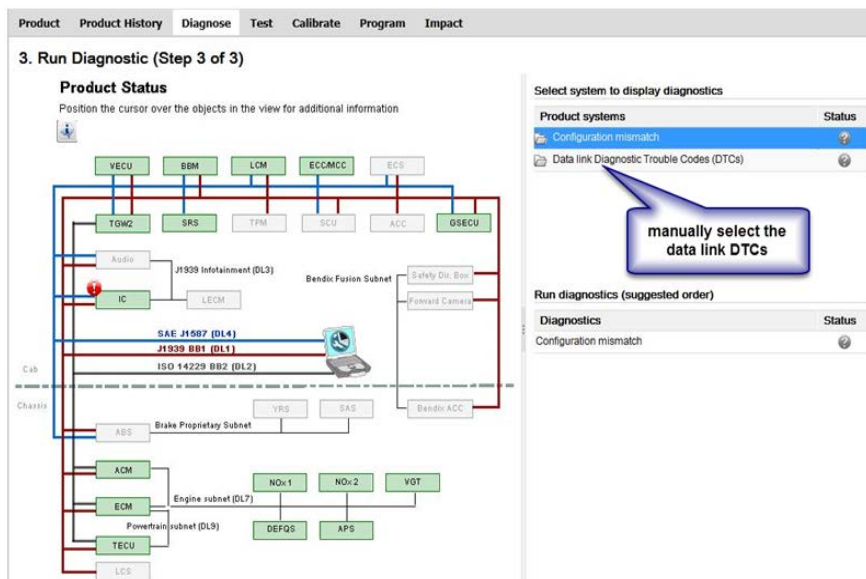 Product Product History Diagnose Test Calibrate Program Impact
3. Run Diagnostic (Step 3 of 3)
Product Status
Position the cursor over the objects in the view for additional information
VECU BBM LCM ECC/MCC ECS
TGW2 SRS TPM SCU ACC GSECU
Audio
J1939 Infotainment (DL3)
IC LECM
Bendix Fusion Subnet
Safety Dir. Box
Forward Camera
SAE J1587 (DL4)
J1939 BB1 (DL1)
ISO 14229 BB2 (DL2)
Cab
Chassis
YRS SAS Bendix ACC
ABS Brake Proprietary Subnet
ACM
NOx 1 NOx 2 VGT
Engine subnet (DL7)
ECM
Powertrain subnet (DL9)
DEFQS APS
TECU
LCS
Select system to display diagnostics
Product systems Status
Configuration mismatch
Data link Diagnostic Trouble Codes (DTCs)
manually select the
data link DTCs
Run diagnostics (suggested order)
Diagnostics Status
Configuration mismatch